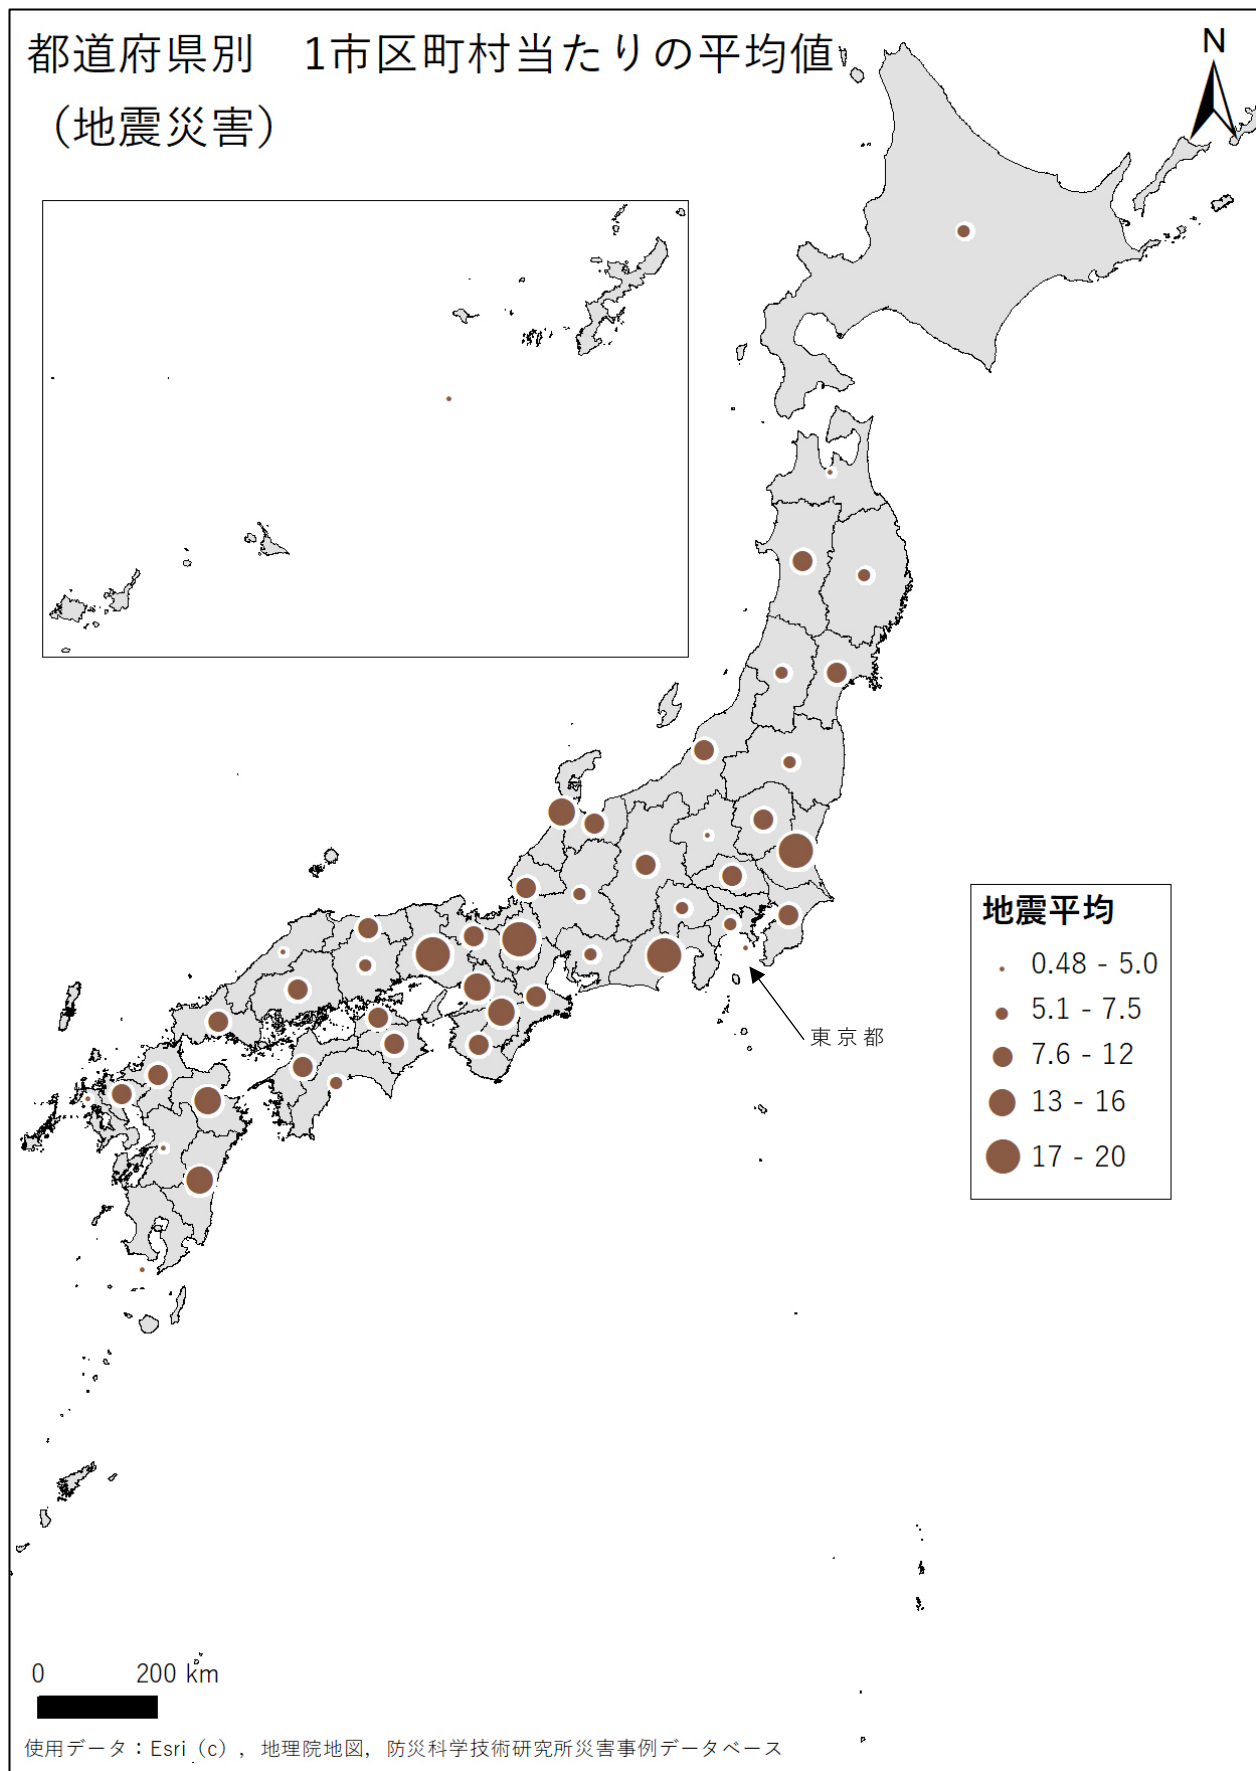 都道府県別　1市区町村当たりの平均値
（地震災害）
N
地震平均
0.48 - 5.0
5.1 - 7.5
7.6 - 12
13 - 16
17 - 20
東京都
0 200 km
使用データ：Esri（c），地理院地図，防災科学技術研究所災害事例データベース